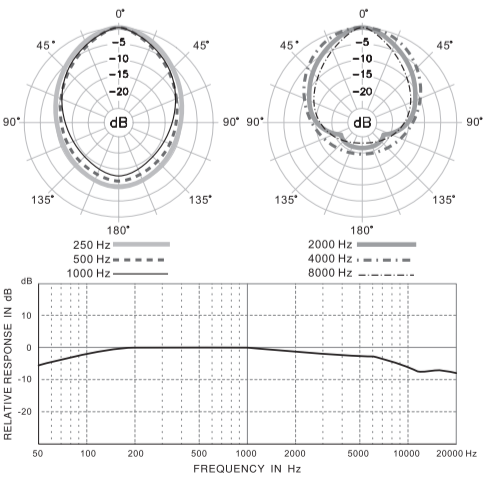 0° 0°
45° 45° 45° 45°
−5 −5
−10 −10
−15 −15
−20 −20
90° dB 90° 90° dB 90°
135° 135° 135° 135°
180° 180°
250 Hz 2000 Hz
500 Hz 4000 Hz
1000 Hz 8000 Hz
dB
10
0
-10
-20
RELATIVE RESPONSE IN dB
50 100 200 500 1000 2000 5000 10000 20000 Hz
FREQUENCY IN Hz